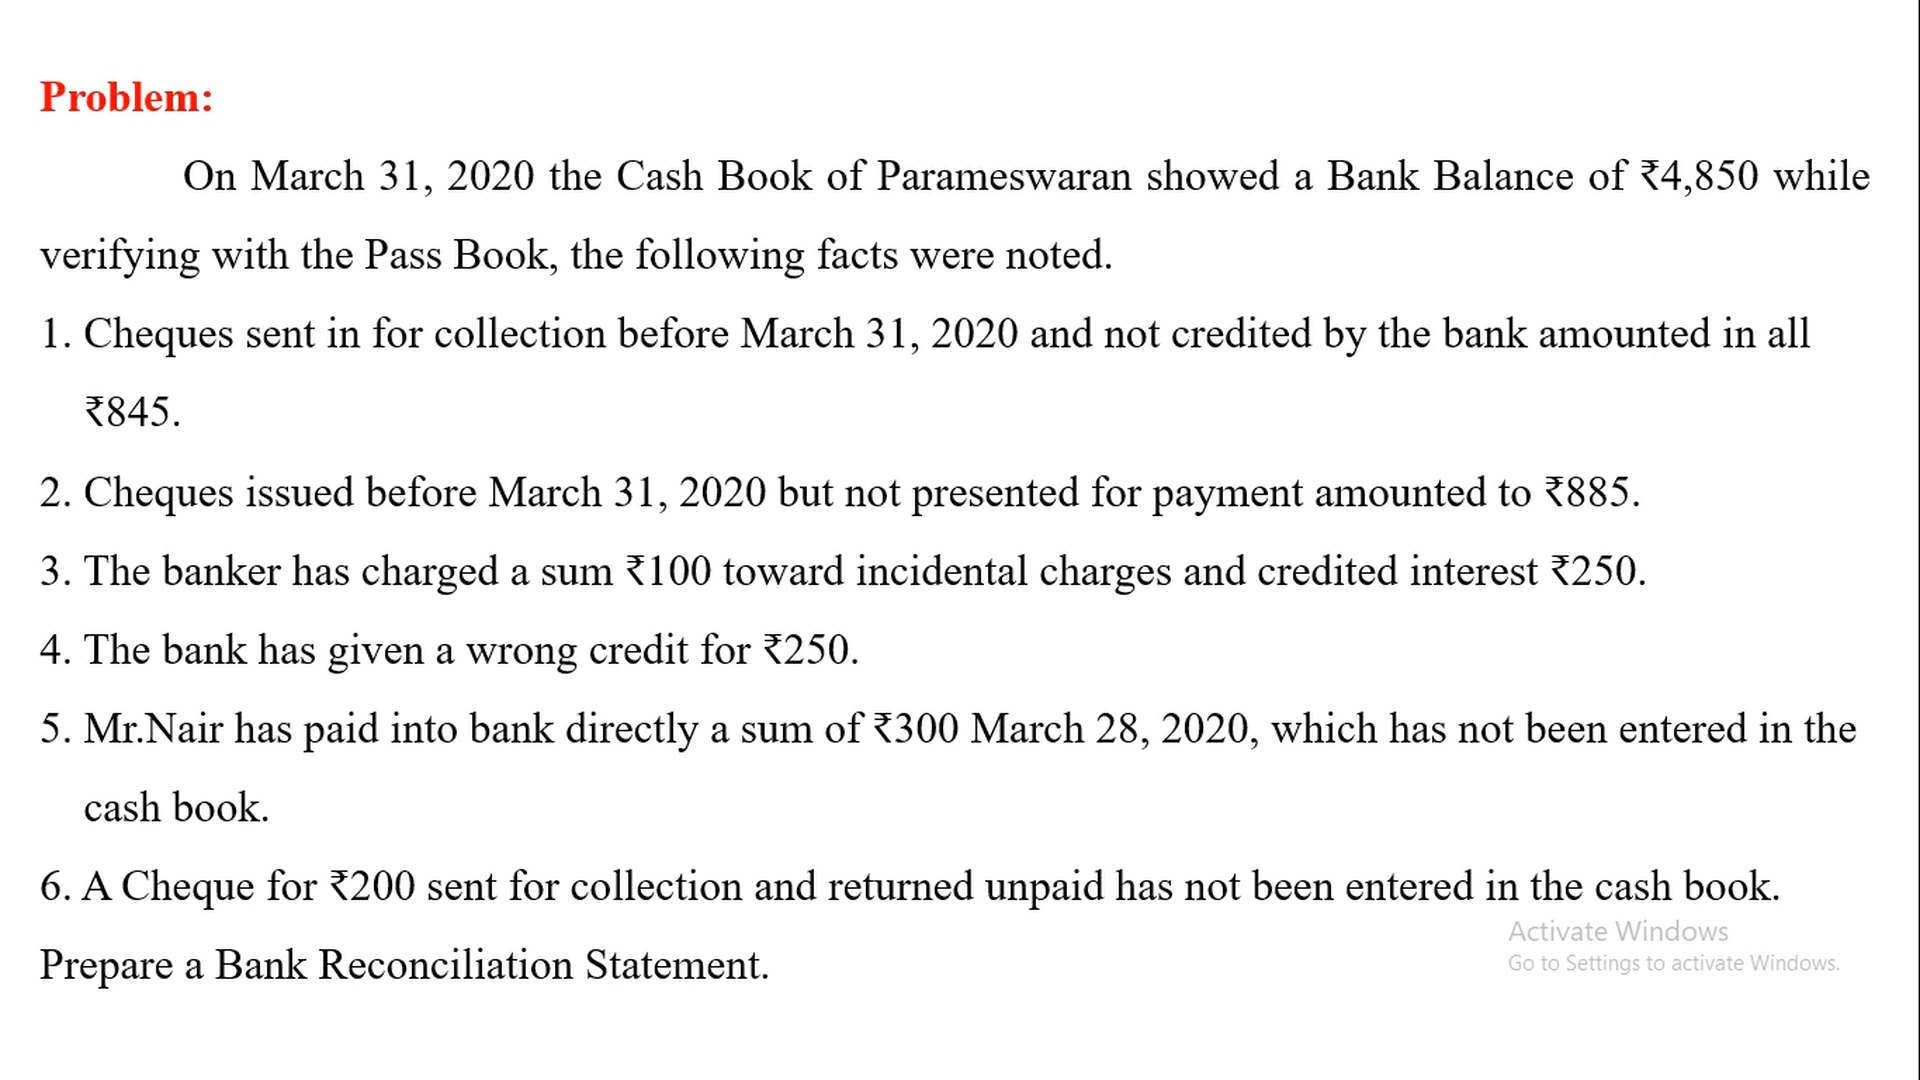 Problem:
On March 31, 2020 the Cash Book of Parameswaran showed a Bank Balance of ₹4,850 while
verifying with the Pass Book, the following facts were noted.
1. Cheques sent in for collection before March 31, 2020 and not credited by the bank amounted in all
₹845.
2. Cheques issued before March 31, 2020 but not presented for payment amounted to ₹885.
3. The banker has charged a sum ₹100 toward incidental charges and credited interest ₹250.
4. The bank has given a wrong credit for ₹250.
5. Mr.Nair has paid into bank directly a sum of ₹300 March 28, 2020, which has not been entered in the
cash book.
6. A Cheque for ₹200 sent for collection and returned unpaid has not been entered in the cash book.
Prepare a Bank Reconciliation Statement.
Activate Windows
Go to Settings to activate Windows.